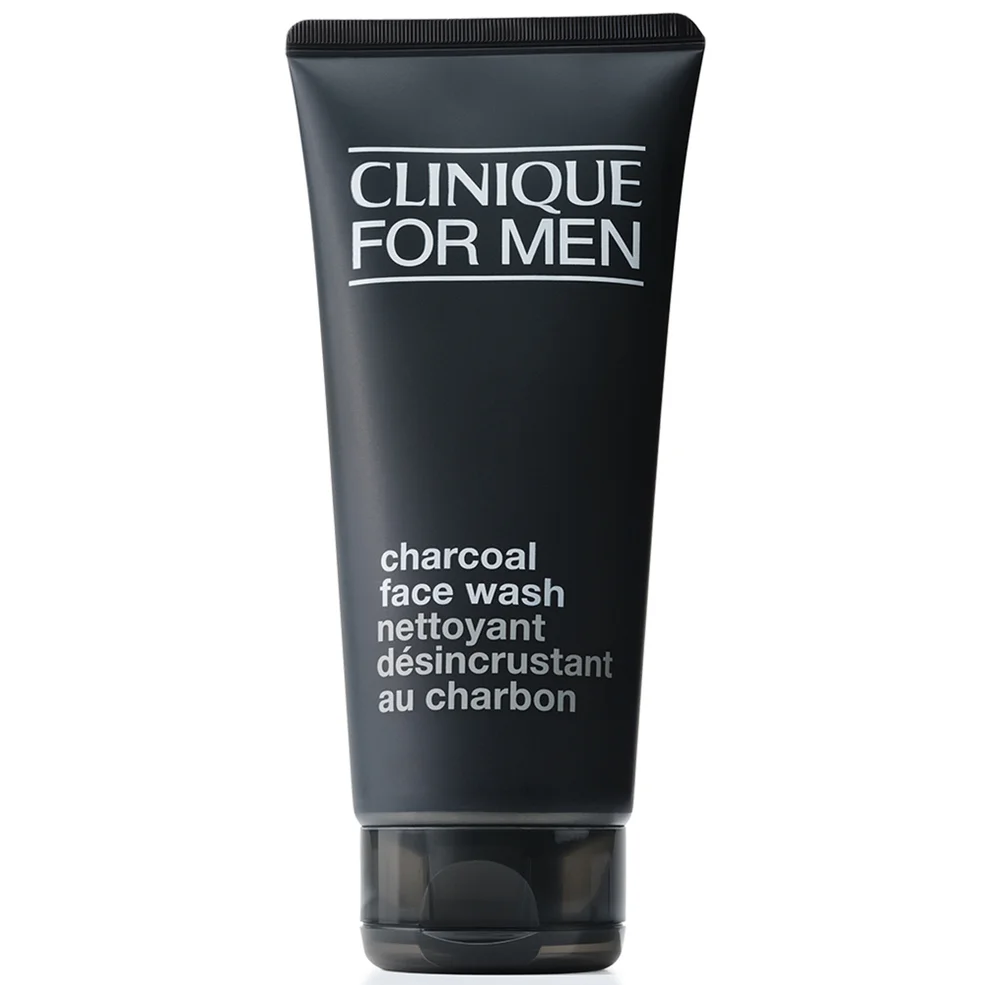 CLINIQUE
FOR MEN
charcoal
face wash
nettoyant
désincrustant
au charbon